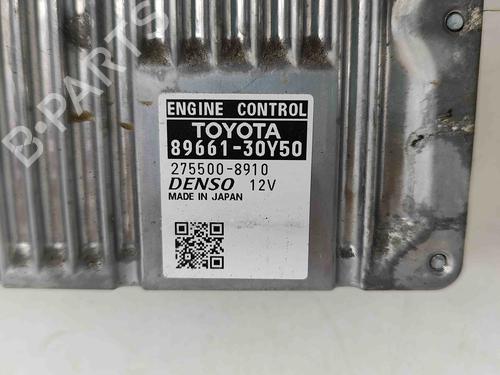 B-PARTS
ENGINE CONTROL
TOYOTA
89661-30Y50
275500-8910
DENSO 12V
MADE IN JAPAN